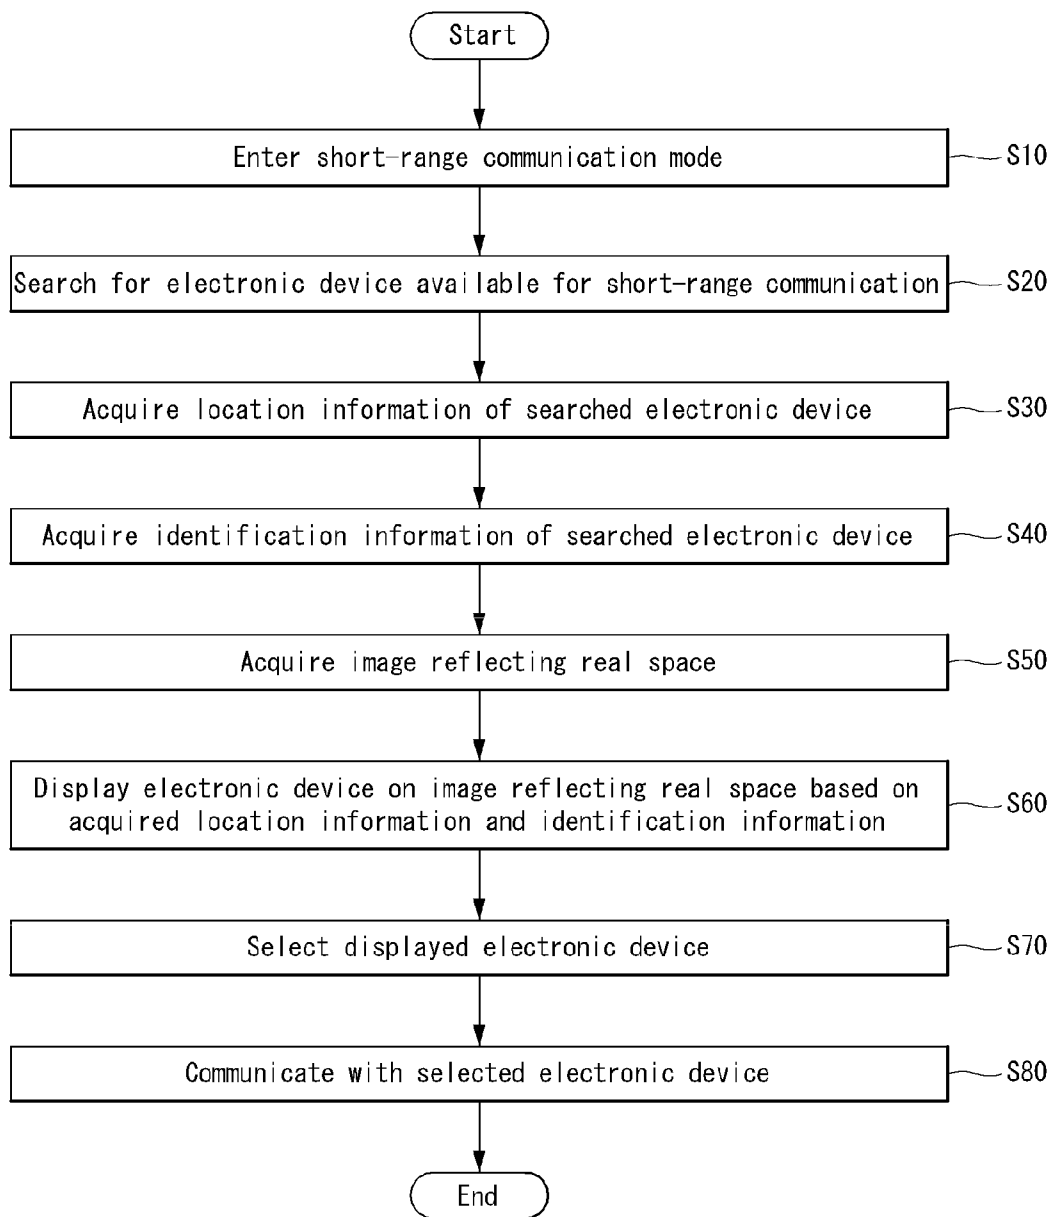 Start
Enter short-range communication mode
S10
Search for electronic device available for short-range communication
S20
Acquire location information of searched electronic device
S30
Acquire identification information of searched electronic device
S40
Acquire image reflecting real space
S50
Display electronic device on image reflecting real space based on
acquired location information and identification information
S60
Select displayed electronic device
S70
Communicate with selected electronic device
S80
End